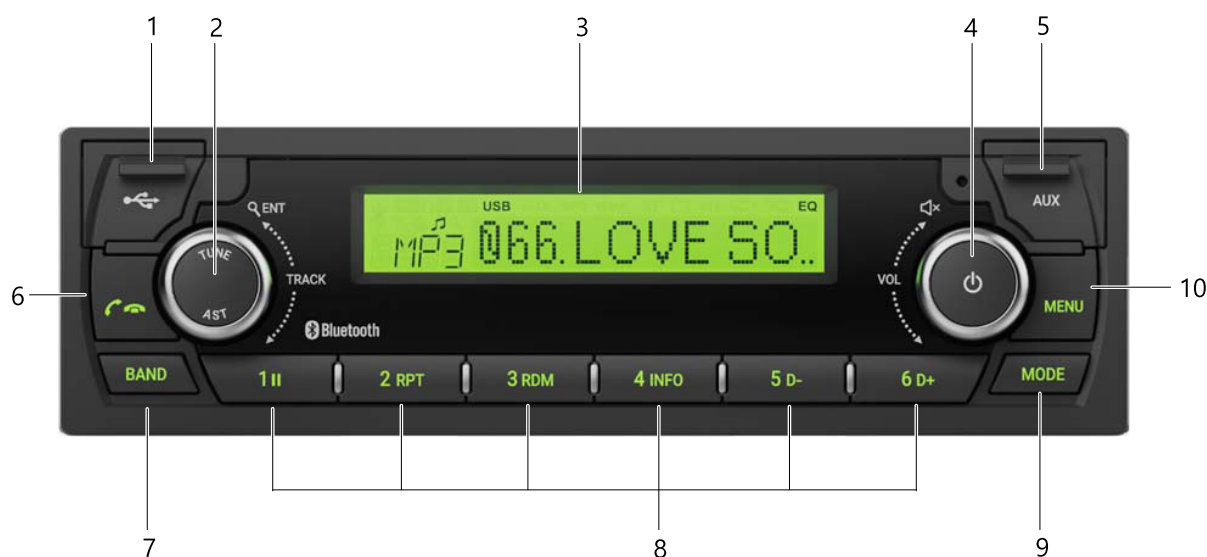 1 2 3 4 5
USB EQ
ENT
AUX
MP3 066. LOVE SO..
TUNE
TRACK
VOL
AST
6
10
MENU
Bluetooth
BAND
1 2 RPT 3 RDM 4 INFO 5 D- 6 D+
MODE
7 8 9